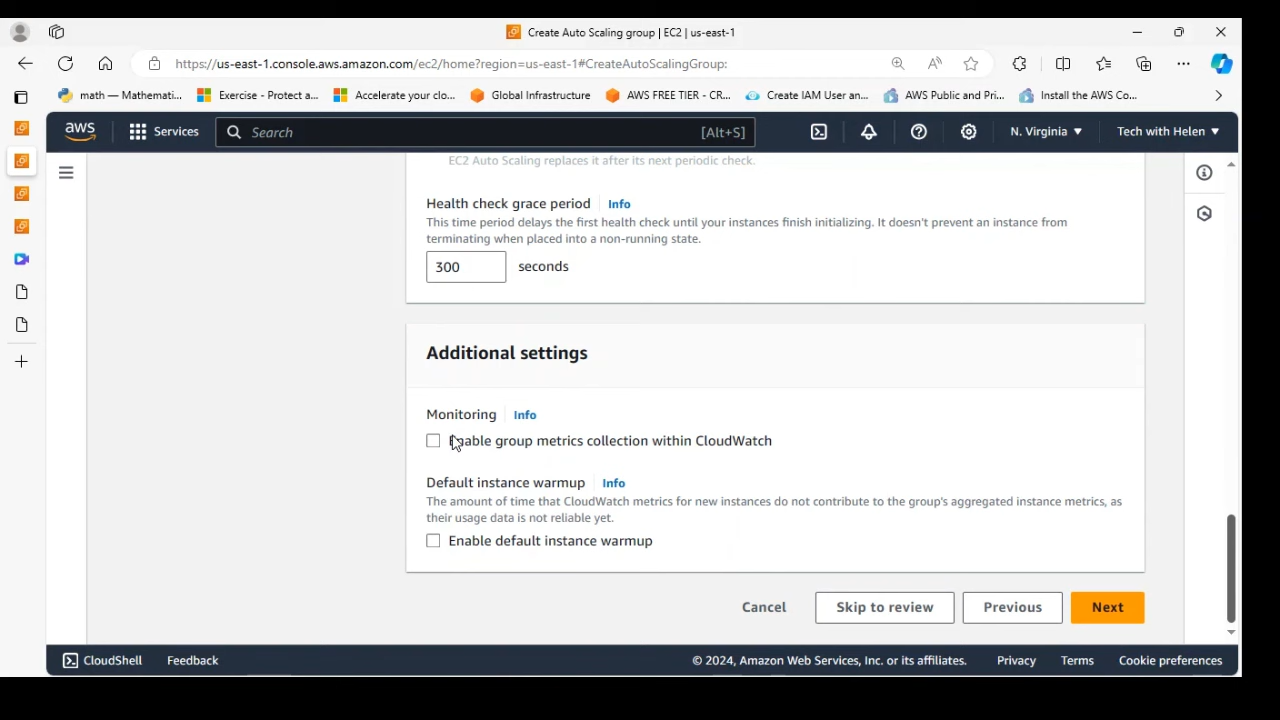 Create Auto Scaling group | EC2 | us-east-1
https://us-east-1.console.aws.amazon.com/ec2/home?region=us-east-1#CreateAutoScalingGroup:
math — Mathemati... Exercise - Protect a... Accelerate your clo... Global Infrastructure AWS FREE TIER - CR... Create IAM User an... AWS Public and Pri... Install the AWS Co...
aws Services Search [Alt+S] N. Virginia Tech with Helen
EC2 Auto Scaling replaces it after its next periodic check.
Health check grace period Info
This time period delays the first health check until your instances finish initializing. It doesn't prevent an instance from
terminating when placed into a non-running state.
300 seconds
Additional settings
Monitoring Info
Enable group metrics collection within CloudWatch
Default instance warmup Info
The amount of time that CloudWatch metrics for new instances do not contribute to the group's aggregated instance metrics, as
their usage data is not reliable yet.
Enable default instance warmup
Cancel Skip to review Previous Next
CloudShell Feedback © 2024, Amazon Web Services, Inc. or its affiliates. Privacy Terms Cookie preferences